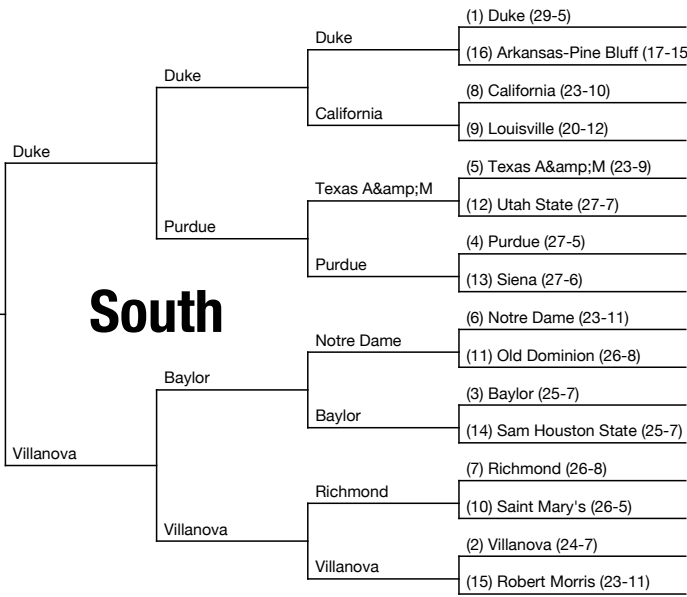 (1) Duke (29-5)
Duke
(16) Arkansas-Pine Bluff (17-15
Duke
(8) California (23-10)
California
(9) Louisville (20-12)
Duke
(5) Texas A&amp;M (23-9)
Texas A&amp;M
(12) Utah State (27-7)
Purdue
(4) Purdue (27-5)
Purdue
(13) Siena (27-6)
South
(6) Notre Dame (23-11)
Notre Dame
(11) Old Dominion (26-8)
Baylor
(3) Baylor (25-7)
Baylor
(14) Sam Houston State (25-7)
Villanova
(7) Richmond (26-8)
Richmond
(10) Saint Mary's (26-5)
Villanova
(2) Villanova (24-7)
Villanova
(15) Robert Morris (23-11)